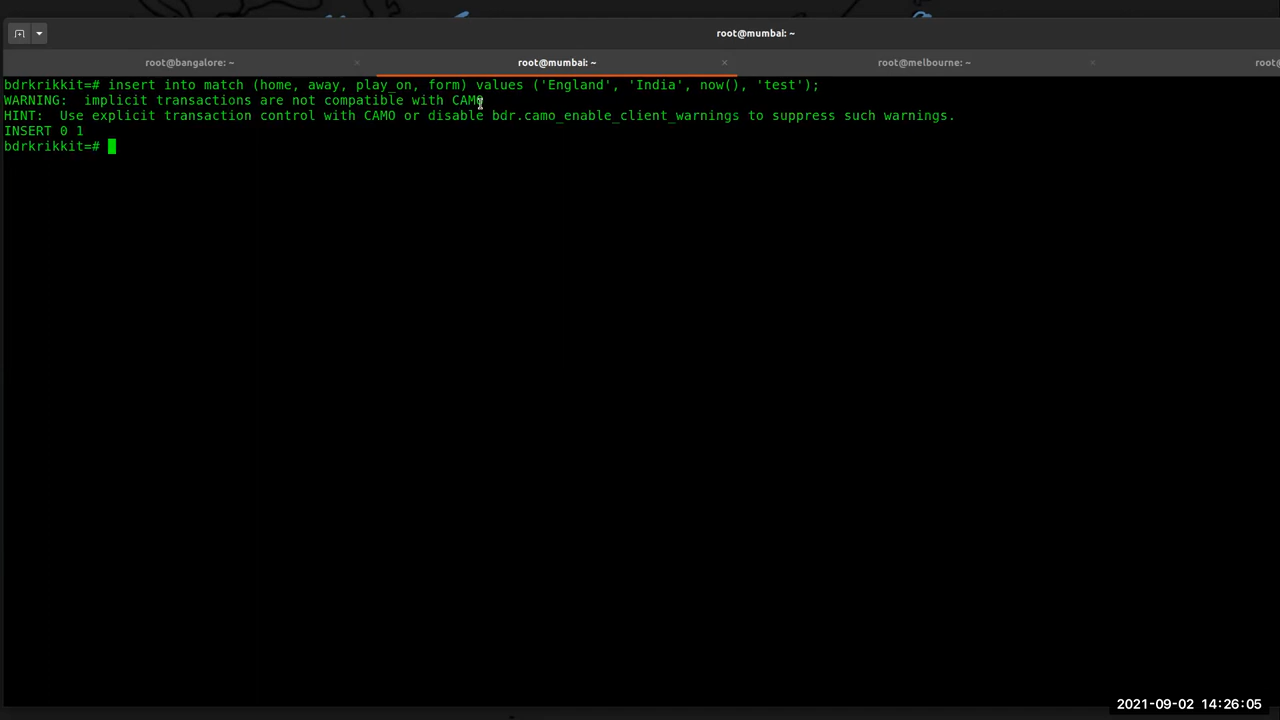 root@mumbai: ~
root@bangalore: ~ × root@mumbai: ~ × root@melbourne: ~ × root@
bdrkrikkit=# insert into match (home, away, play_on, form) values ('England', 'India', now(), 'test');
WARNING:  implicit transactions are not compatible with CAMO
HINT:  Use explicit transaction control with CAMO or disable bdr.camo_enable_client_warnings to suppress such warnings.
INSERT 0 1
bdrkrikkit=#
2021-09-02 14:26:05